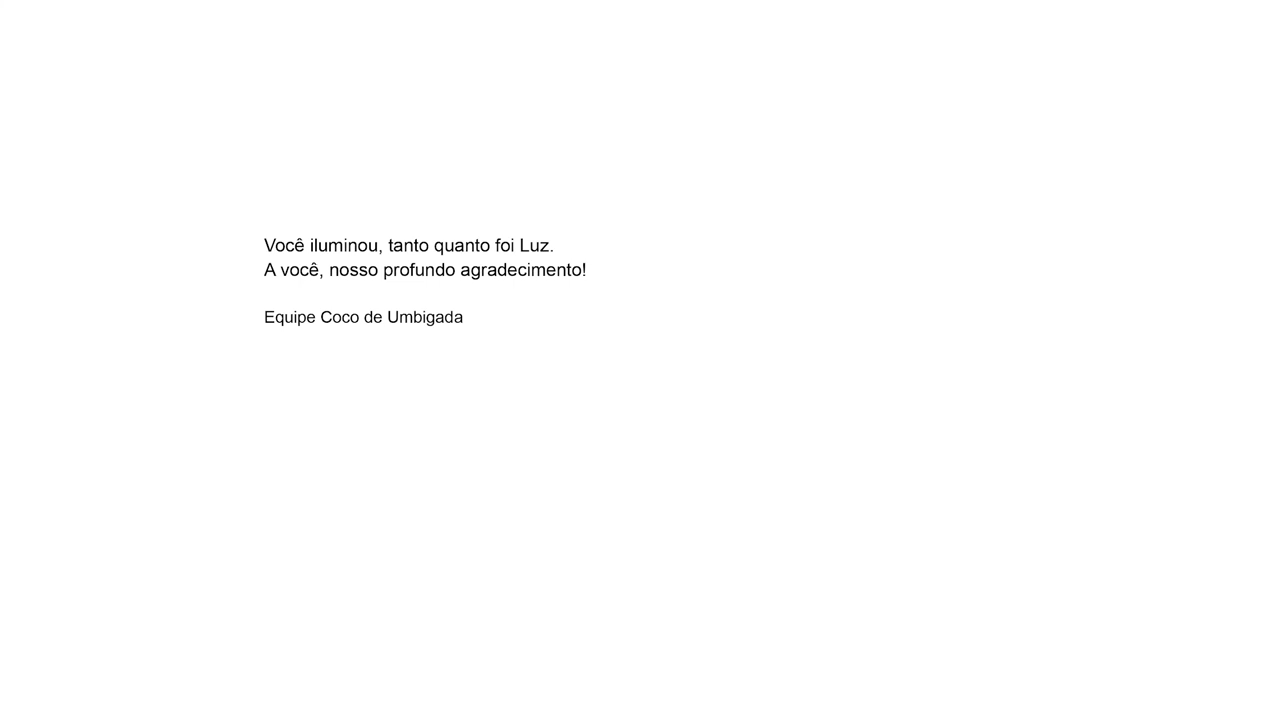 Você iluminou, tanto quanto foi Luz.
A você, nosso profundo agradecimento!
Equipe Coco de Umbigada